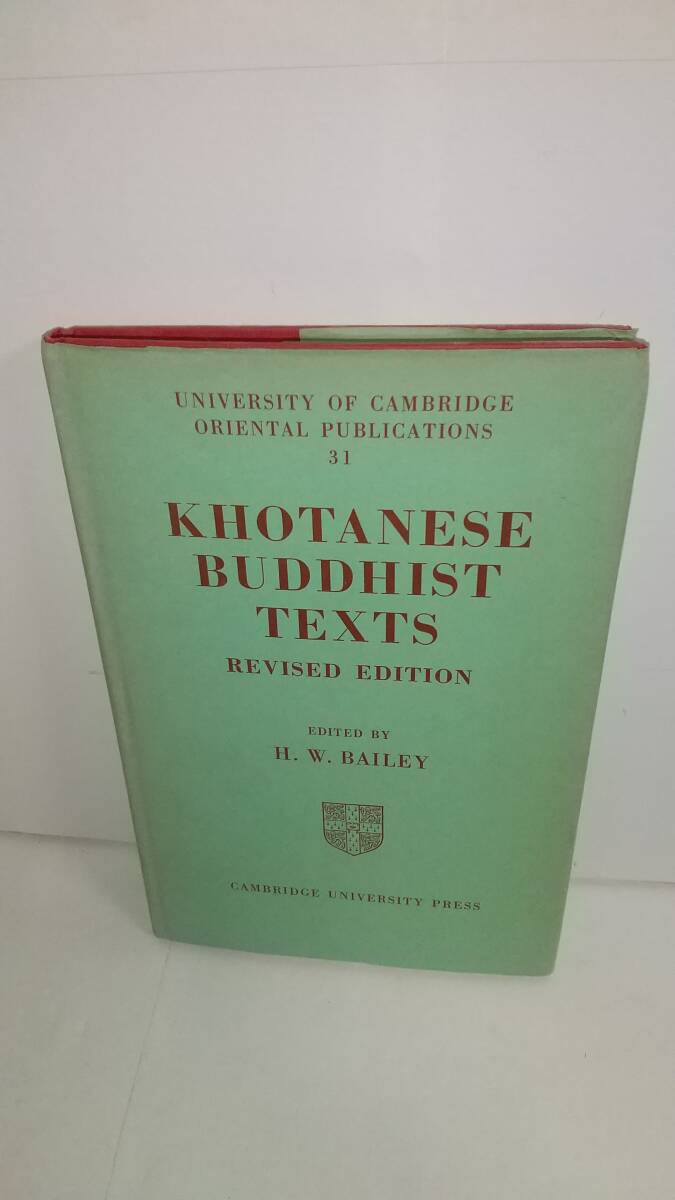 UNIVERSITY OF CAMBRIDGE
ORIENTAL PUBLICATIONS
31
KHOTANESE
BUDDHIST
TEXTS
REVISED EDITION
EDITED BY
H. W. BAILEY
CAMBRIDGE UNIVERSITY PRESS